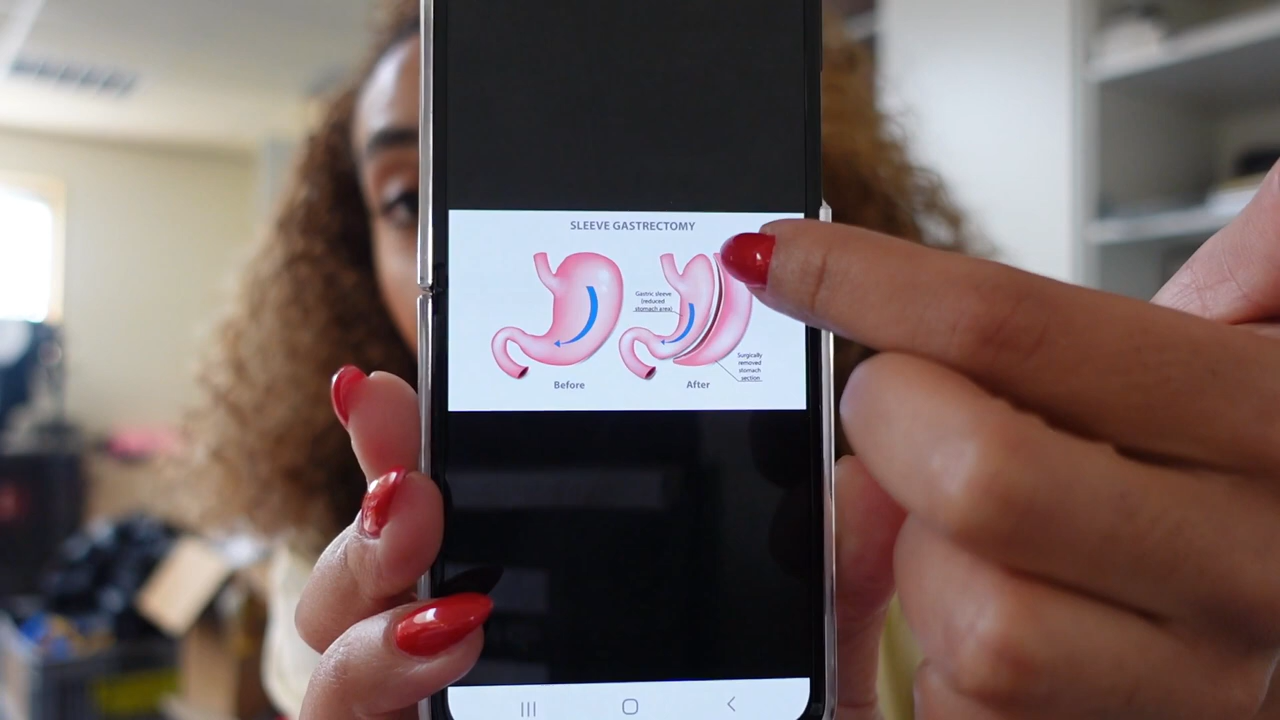 SLEEVE GASTRECTOMY
Gastric sleeve
(reduced
stomach area)
Surgically
removed
stomach
section
Before
After